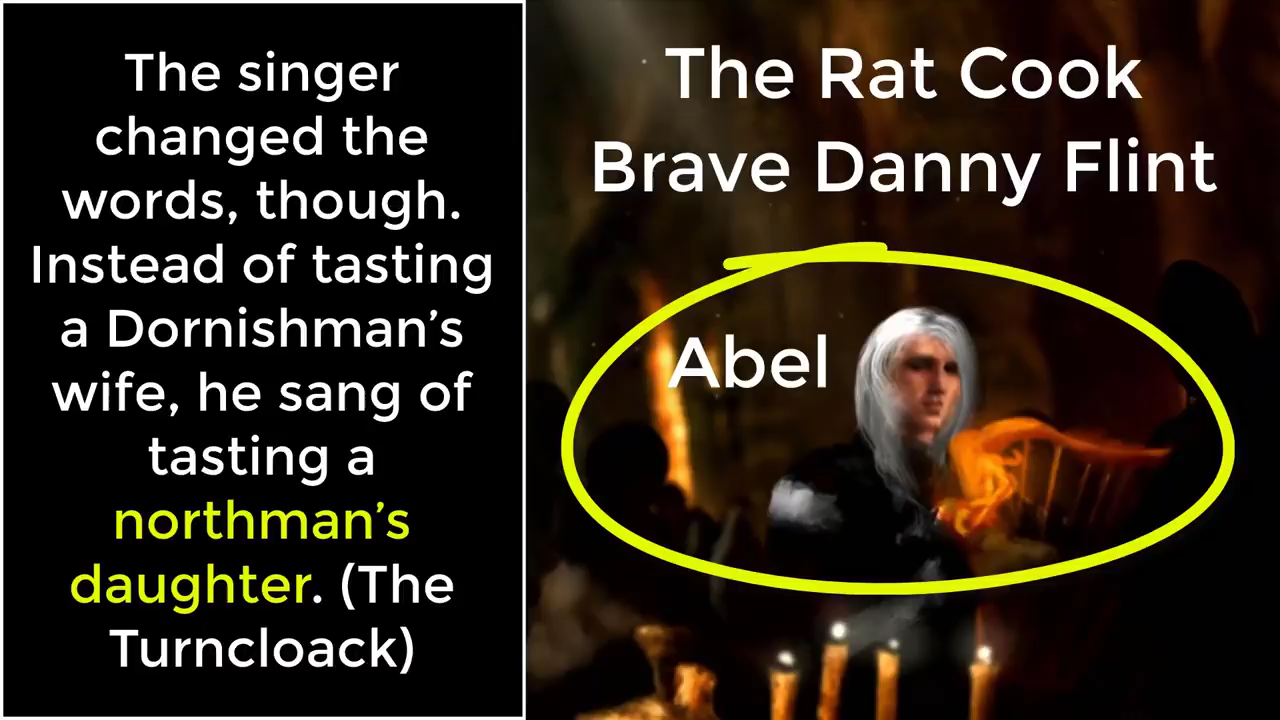 The singer
changed the
words, though.
Instead of tasting
a Dornishman’s
wife, he sang of
tasting a
northman’s
daughter. (The
Turncloack)
The Rat Cook
Brave Danny Flint
Abel